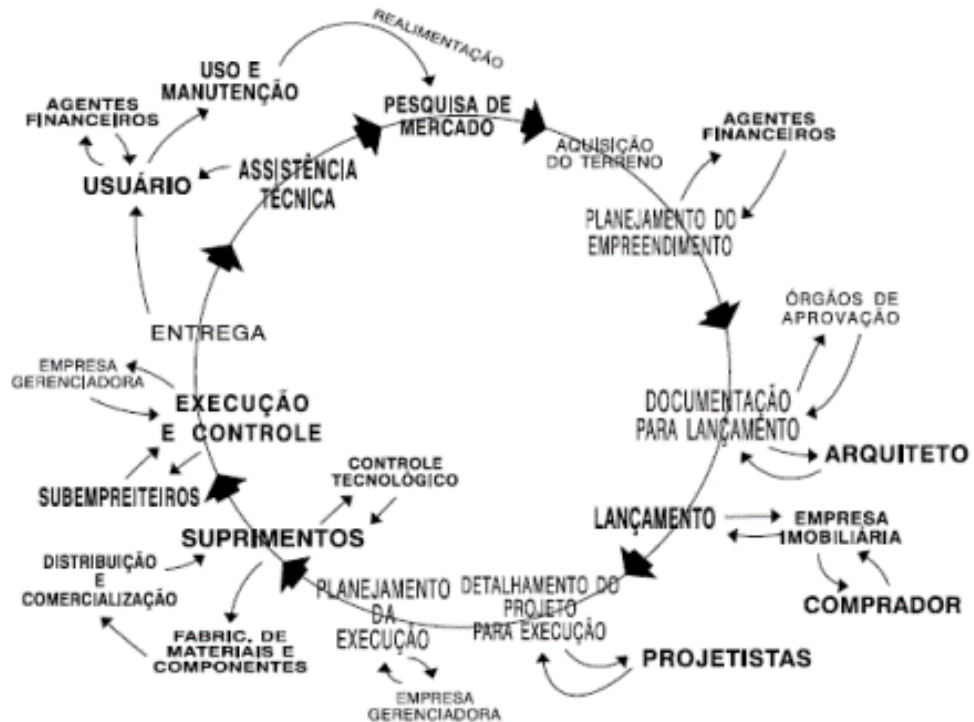 REALIMENTAÇÃO
USO E
MANUTENÇÃO
AGENTES
FINANCEIROS
USUÁRIO
ASSISTÊNCIA
TÉCNICA
PESQUISA DE
MERCADO
AQUISIÇÃO
DO TERRENO
AGENTES
FINANCEIROS
PLANEJAMENTO DO
EMPREENDIMENTO
ÓRGÃOS DE
APROVAÇÃO
DOCUMENTAÇÃO
PARA LANÇAMENTO
ARQUITETO
LANÇAMENTO
EMPRESA
IMOBILIÁRIA
COMPRADOR
DETALHAMENTO DO
PROJETO
PARA EXECUÇÃO
PROJETISTAS
PLANEJAMENTO
DA
EXECUÇÃO
EMPRESA
GERENCIADORA
SUPRIMENTOS
CONTROLE
TECNOLÓGICO
DISTRIBUIÇÃO
E
COMERCIALIZAÇÃO
FABRIC. DE
MATERIAIS E
COMPONENTES
EXECUÇÃO
E CONTROLE
EMPRESA
GERENCIADORA
SUBEMPREITEIROS
ENTREGA